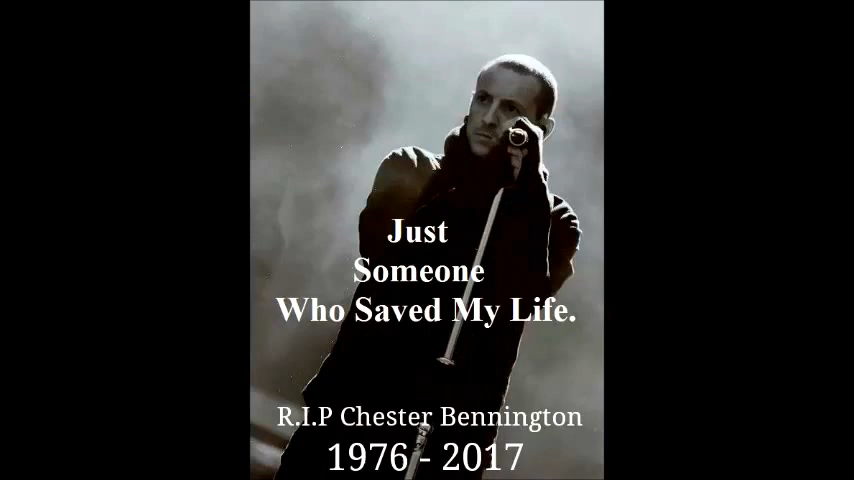 Just
Someone
Who Saved My Life.
R.I.P Chester Bennington
1976 - 2017